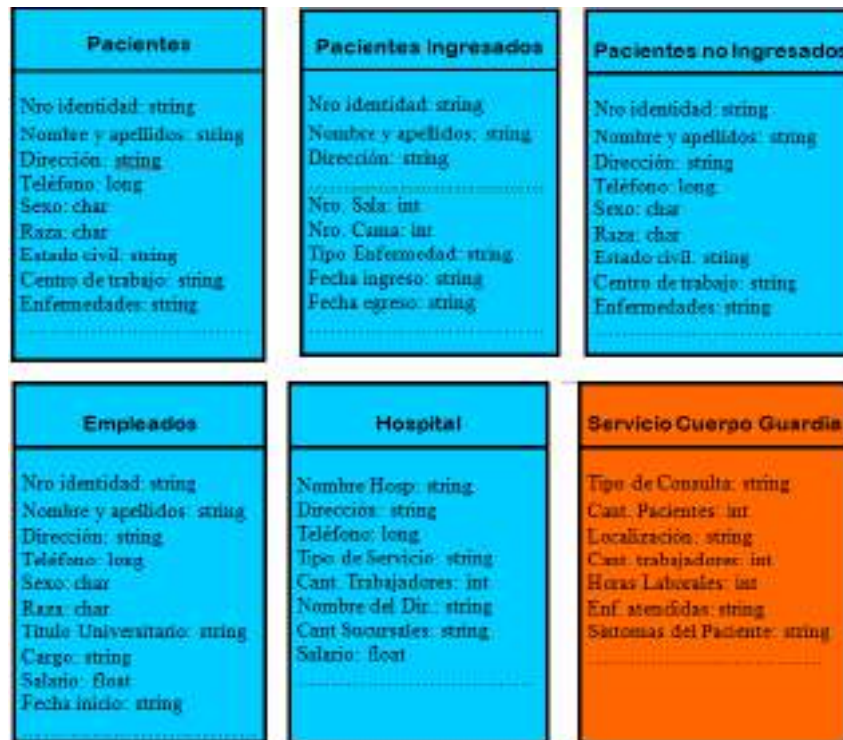 Pacientes
Nro identidad: string
Nombre y apellidos: string
Dirección: string
Teléfono: long
Sexo: char
Raza: char
Estado civil: string
Centro de trabajo: string
Enfermedades: string
Pacientes Ingresados
Nro identidad: string
Nombre y apellidos: string
Dirección: string
Nro. Sala: int
Nro. Cama: int
Tipo Enfermedad: string
Fecha ingreso: string
Fecha egreso: string
Pacientes no Ingresados
Nro identidad: string
Nombre y apellidos: string
Dirección: string
Teléfono: long
Sexo: char
Raza: char
Estado civil: string
Centro de trabajo: string
Enfermedades: string
Empleados
Nro identidad: string
Nombre y apellidos: string
Dirección: string
Teléfono: long
Sexo: char
Raza: char
Titulo Universitario: string
Cargo: string
Salario: float
Fecha inicio: string
Hospital
Nombre Hosp: string
Dirección: string
Teléfono: long
Tipo de Servicio: string
Cant. Trabajadores: int
Nombre del Dir.: string
Cant Sucursales: string
Salario: float
Servicio Cuerpo Guardia
Tipo de Consulta: string
Cant. Pacientes: int
Localización: string
Cant. trabajadores: int
Horas Laborales: int
Enf. atendidas: string
Síntomas del Paciente: string